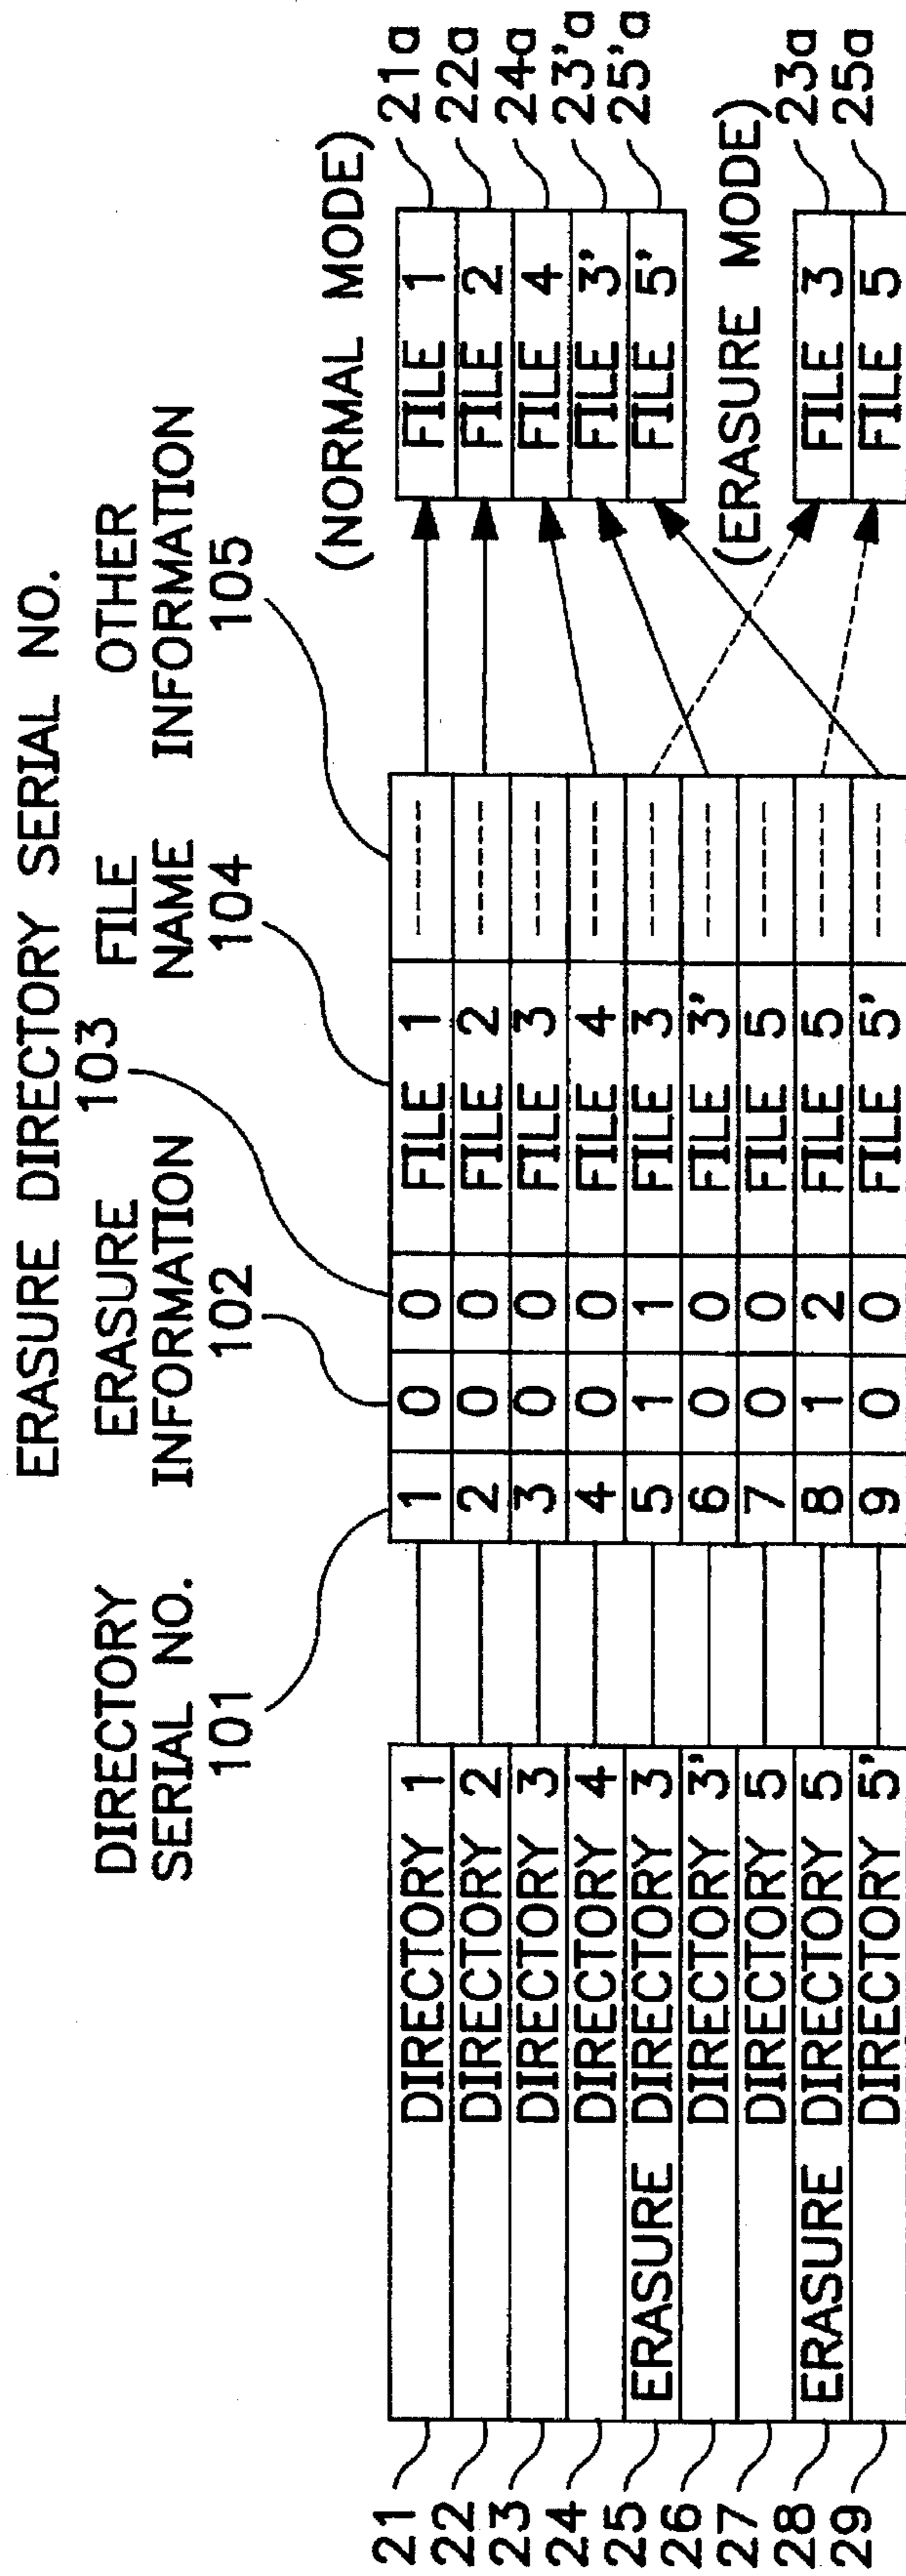 ERASURE DIRECTORY SERIAL NO.
103
DIRECTORY
SERIAL NO.
101
ERASURE
INFORMATION
102
FILE
NAME
104
OTHER
INFORMATION
105
(NORMAL MODE)
21 DIRECTORY 1 1 0 0 FILE 1 ------ FILE 1 21a
22 DIRECTORY 2 2 0 0 FILE 2 ------ FILE 2 22a
23 DIRECTORY 3 3 0 0 FILE 3 ------ FILE 4 24a
24 DIRECTORY 4 4 0 0 FILE 4 ------ FILE 3' 23'a
25 ERASURE DIRECTORY 3 5 1 1 FILE 3 ------ FILE 5' 25'a
26 DIRECTORY 3' 6 0 0 FILE 3' ------
27 DIRECTORY 5 7 0 0 FILE 5 ------ (ERASURE MODE)
28 ERASURE DIRECTORY 5 8 1 2 FILE 5 ------ FILE 3 23a
29 DIRECTORY 5' 9 0 0 FILE 5' ------ FILE 5 25a